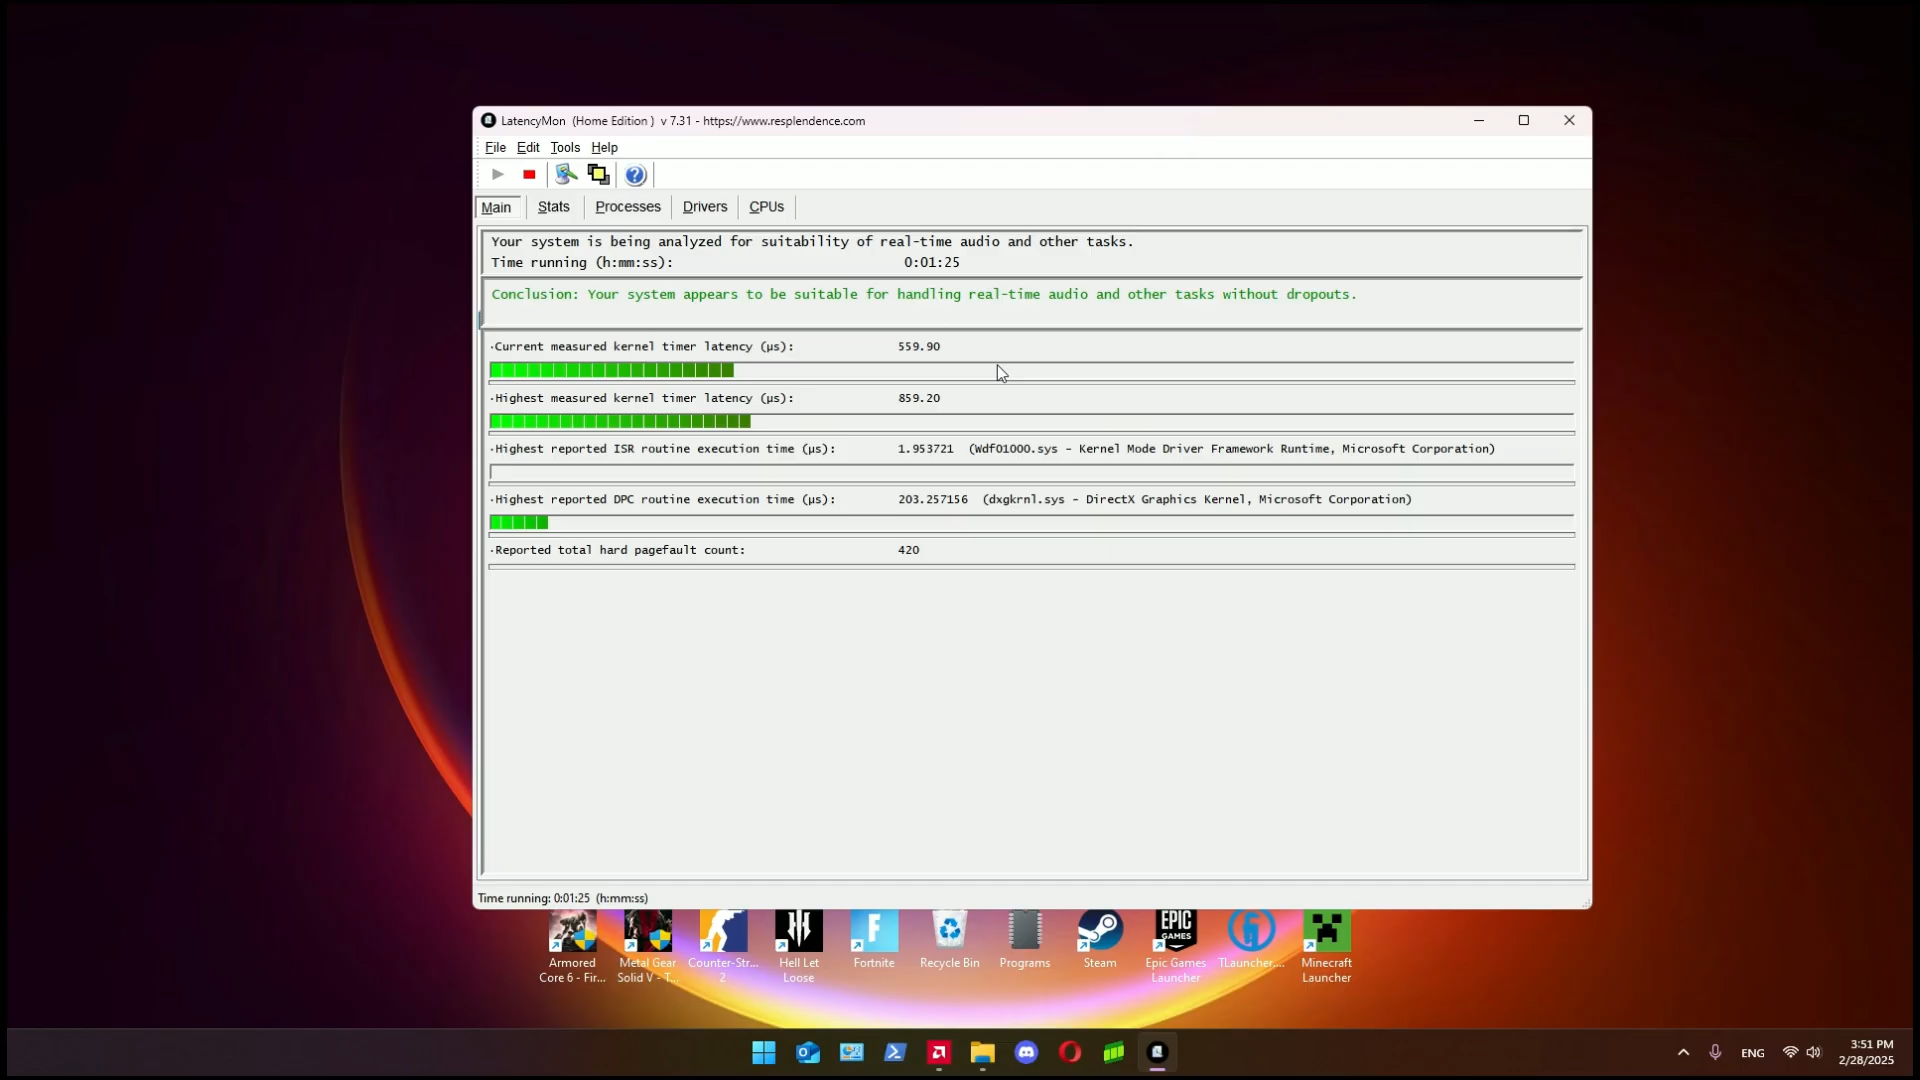 LatencyMon (Home Edition ) v 7.31 - https://www.resplendence.com
File Edit Tools Help
Main Stats Processes Drivers CPUs
Your system is being analyzed for suitability of real-time audio and other tasks.
Time running (h:mm:ss): 0:01:25
Conclusion: Your system appears to be suitable for handling real-time audio and other tasks without dropouts.
·Current measured kernel timer latency (µs): 559.90
·Highest measured kernel timer latency (µs): 859.20
·Highest reported ISR routine execution time (µs): 1.953721 (Wdf01000.sys - Kernel Mode Driver Framework Runtime, Microsoft Corporation)
·Highest reported DPC routine execution time (µs): 203.257156 (dxgkrnl.sys - DirectX Graphics Kernel, Microsoft Corporation)
·Reported total hard pagefault count: 420
Time running: 0:01:25 (h:mm:ss)
EPIC
GAMES
Armored Metal Gear Counter-Str... Hell Let Fortnite Recycle Bin Programs Steam Epic Games TLauncher.... Minecraft
Core 6 - Fir... Solid V - T... 2 Loose Launcher Launcher
ENG
3:51 PM
2/28/2025